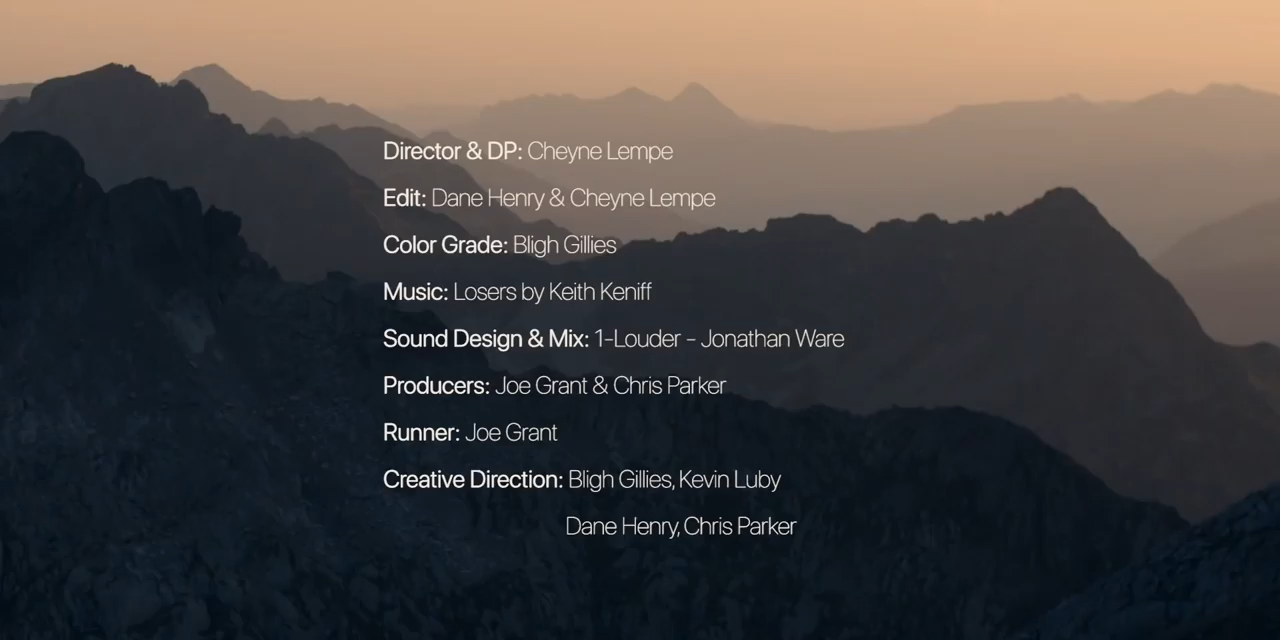 Director & DP: Cheyne Lempe
Edit: Dane Henry & Cheyne Lempe
Color Grade: Bligh Gillies
Music: Losers by Keith Keniff
Sound Design & Mix: 1-Louder - Jonathan Ware
Producers: Joe Grant & Chris Parker
Runner: Joe Grant
Creative Direction: Bligh Gillies, Kevin Luby
Dane Henry, Chris Parker